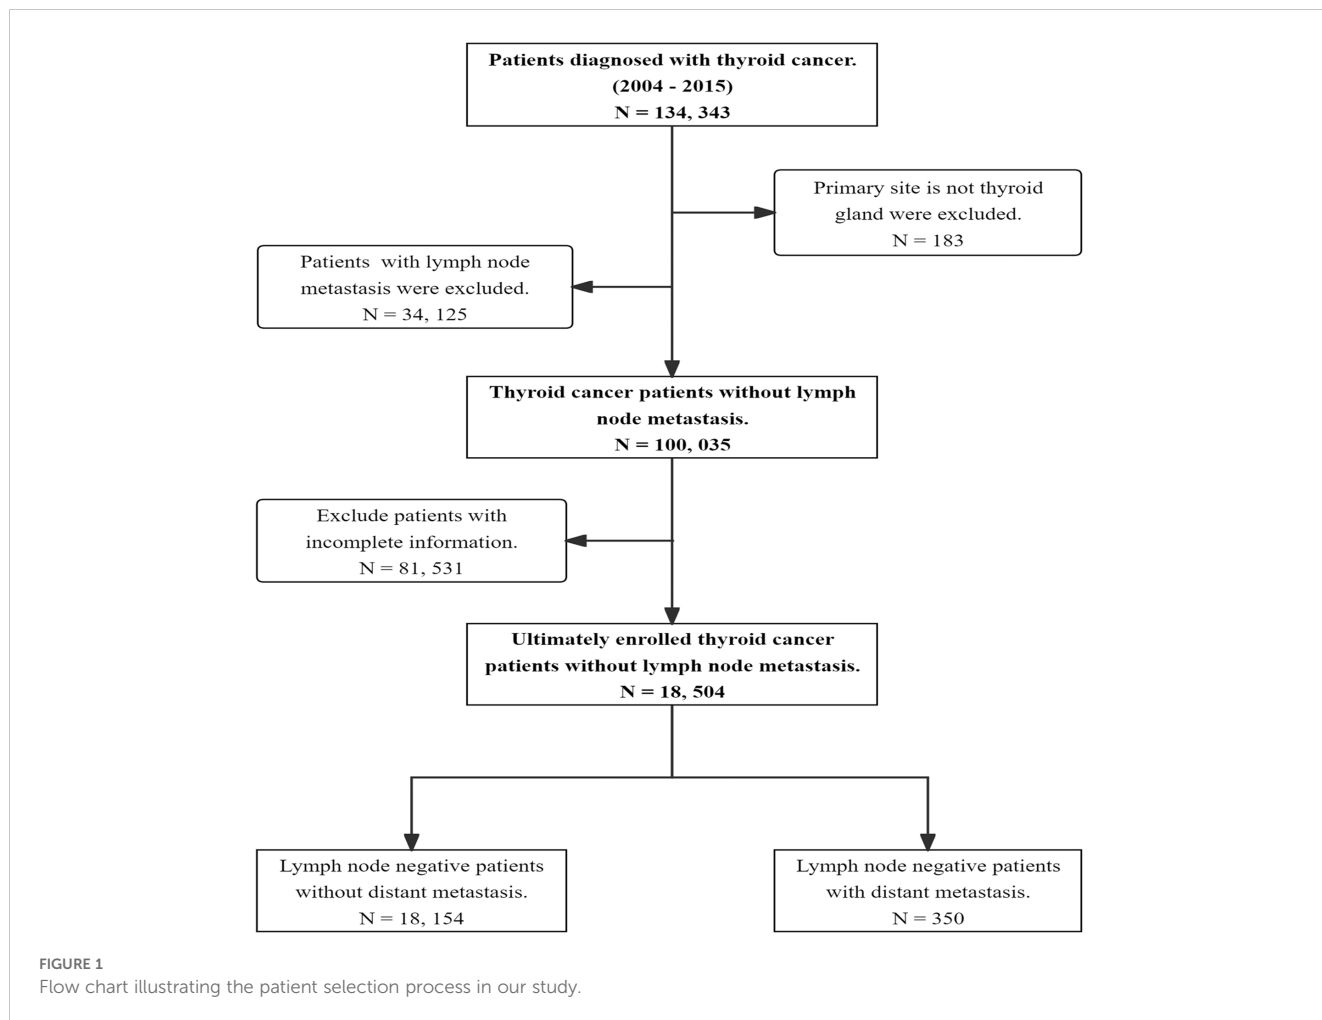 Patients diagnosed with thyroid cancer.
(2004 - 2015)
N = 134, 343
Primary site is not thyroid
gland were excluded.
N = 183
Patients with lymph node
metastasis were excluded.
N = 34, 125
Thyroid cancer patients without lymph
node metastasis.
N = 100, 035
Exclude patients with
incomplete information.
N = 81, 531
Ultimately enrolled thyroid cancer
patients without lymph node metastasis.
N = 18, 504
Lymph node negative patients
without distant metastasis.
N = 18, 154
Lymph node negative patients
with distant metastasis.
N = 350
FIGURE 1
Flow chart illustrating the patient selection process in our study.